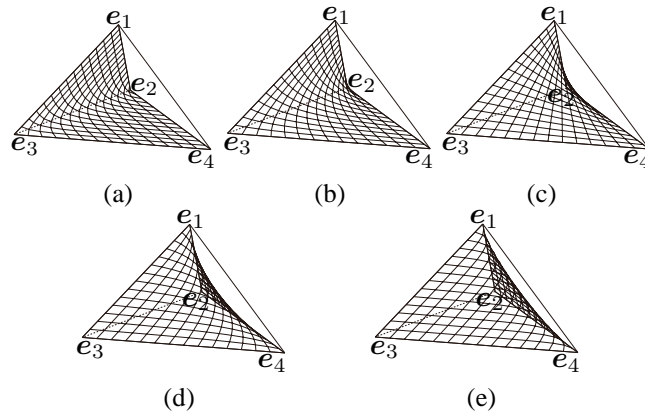 e1 e1 e1
e2 e2 e2
e3 e4 e3 e4 e3 e4
(a) (b) (c)
e1 e1
e2 e2
e3 e4 e3 e4
(d) (e)